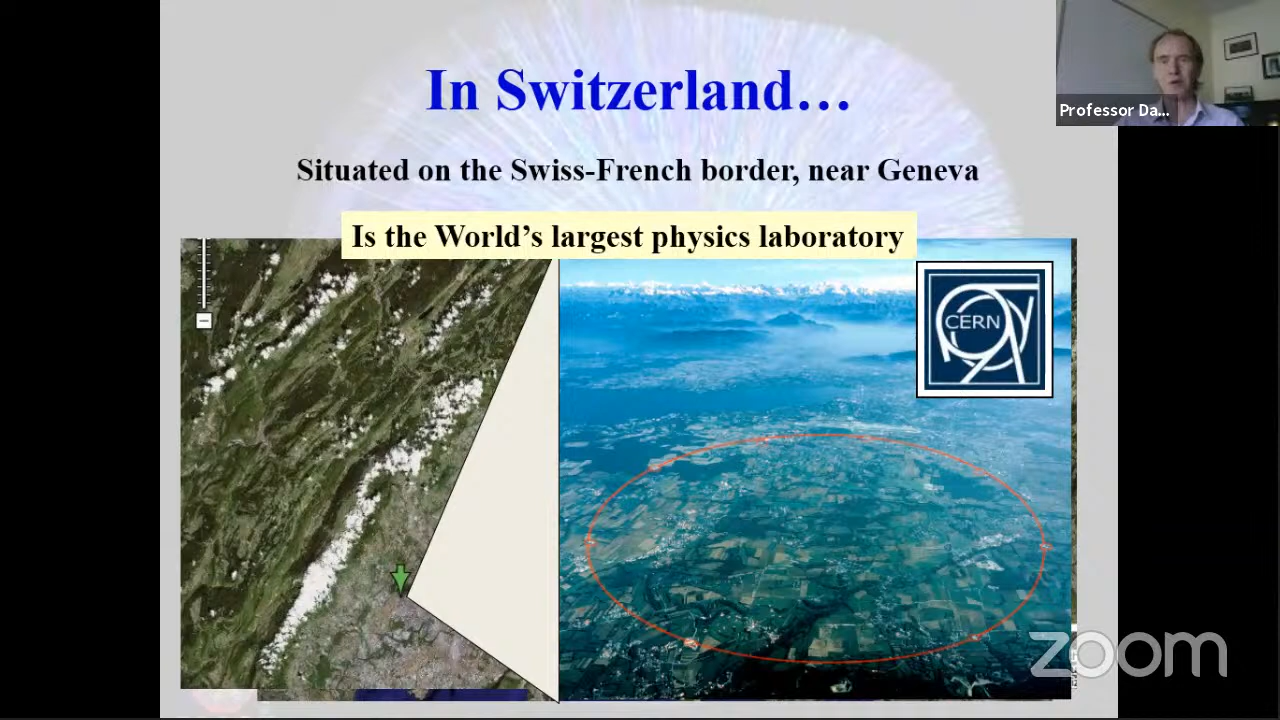 In Switzerland…
Professor Da...
Situated on the Swiss-French border, near Geneva
Is the World's largest physics laboratory
CERN
zoom